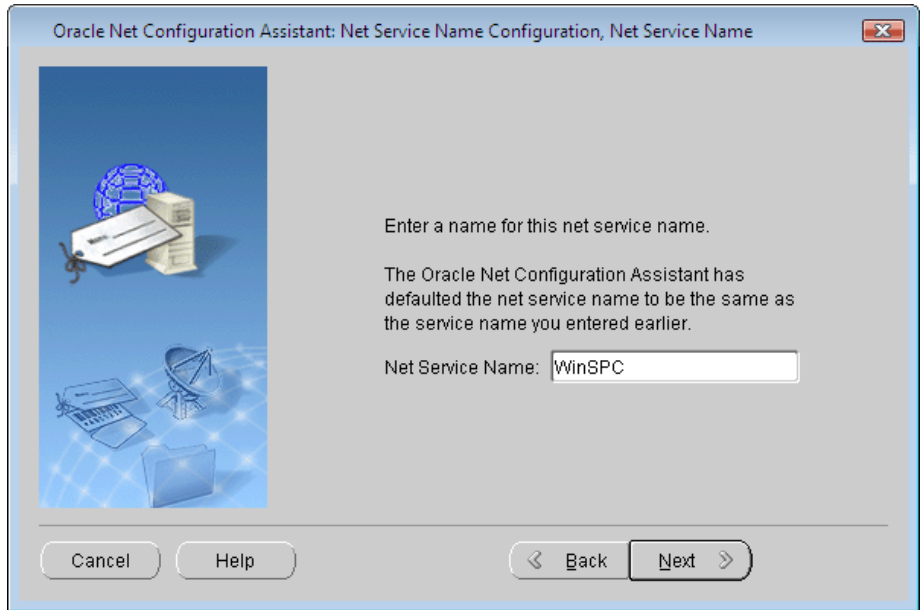 Oracle Net Configuration Assistant: Net Service Name Configuration, Net Service Name
Enter a name for this net service name.
The Oracle Net Configuration Assistant has
defaulted the net service name to be the same as
the service name you entered earlier.
Net Service Name: WinSPC
Cancel Help Back Next